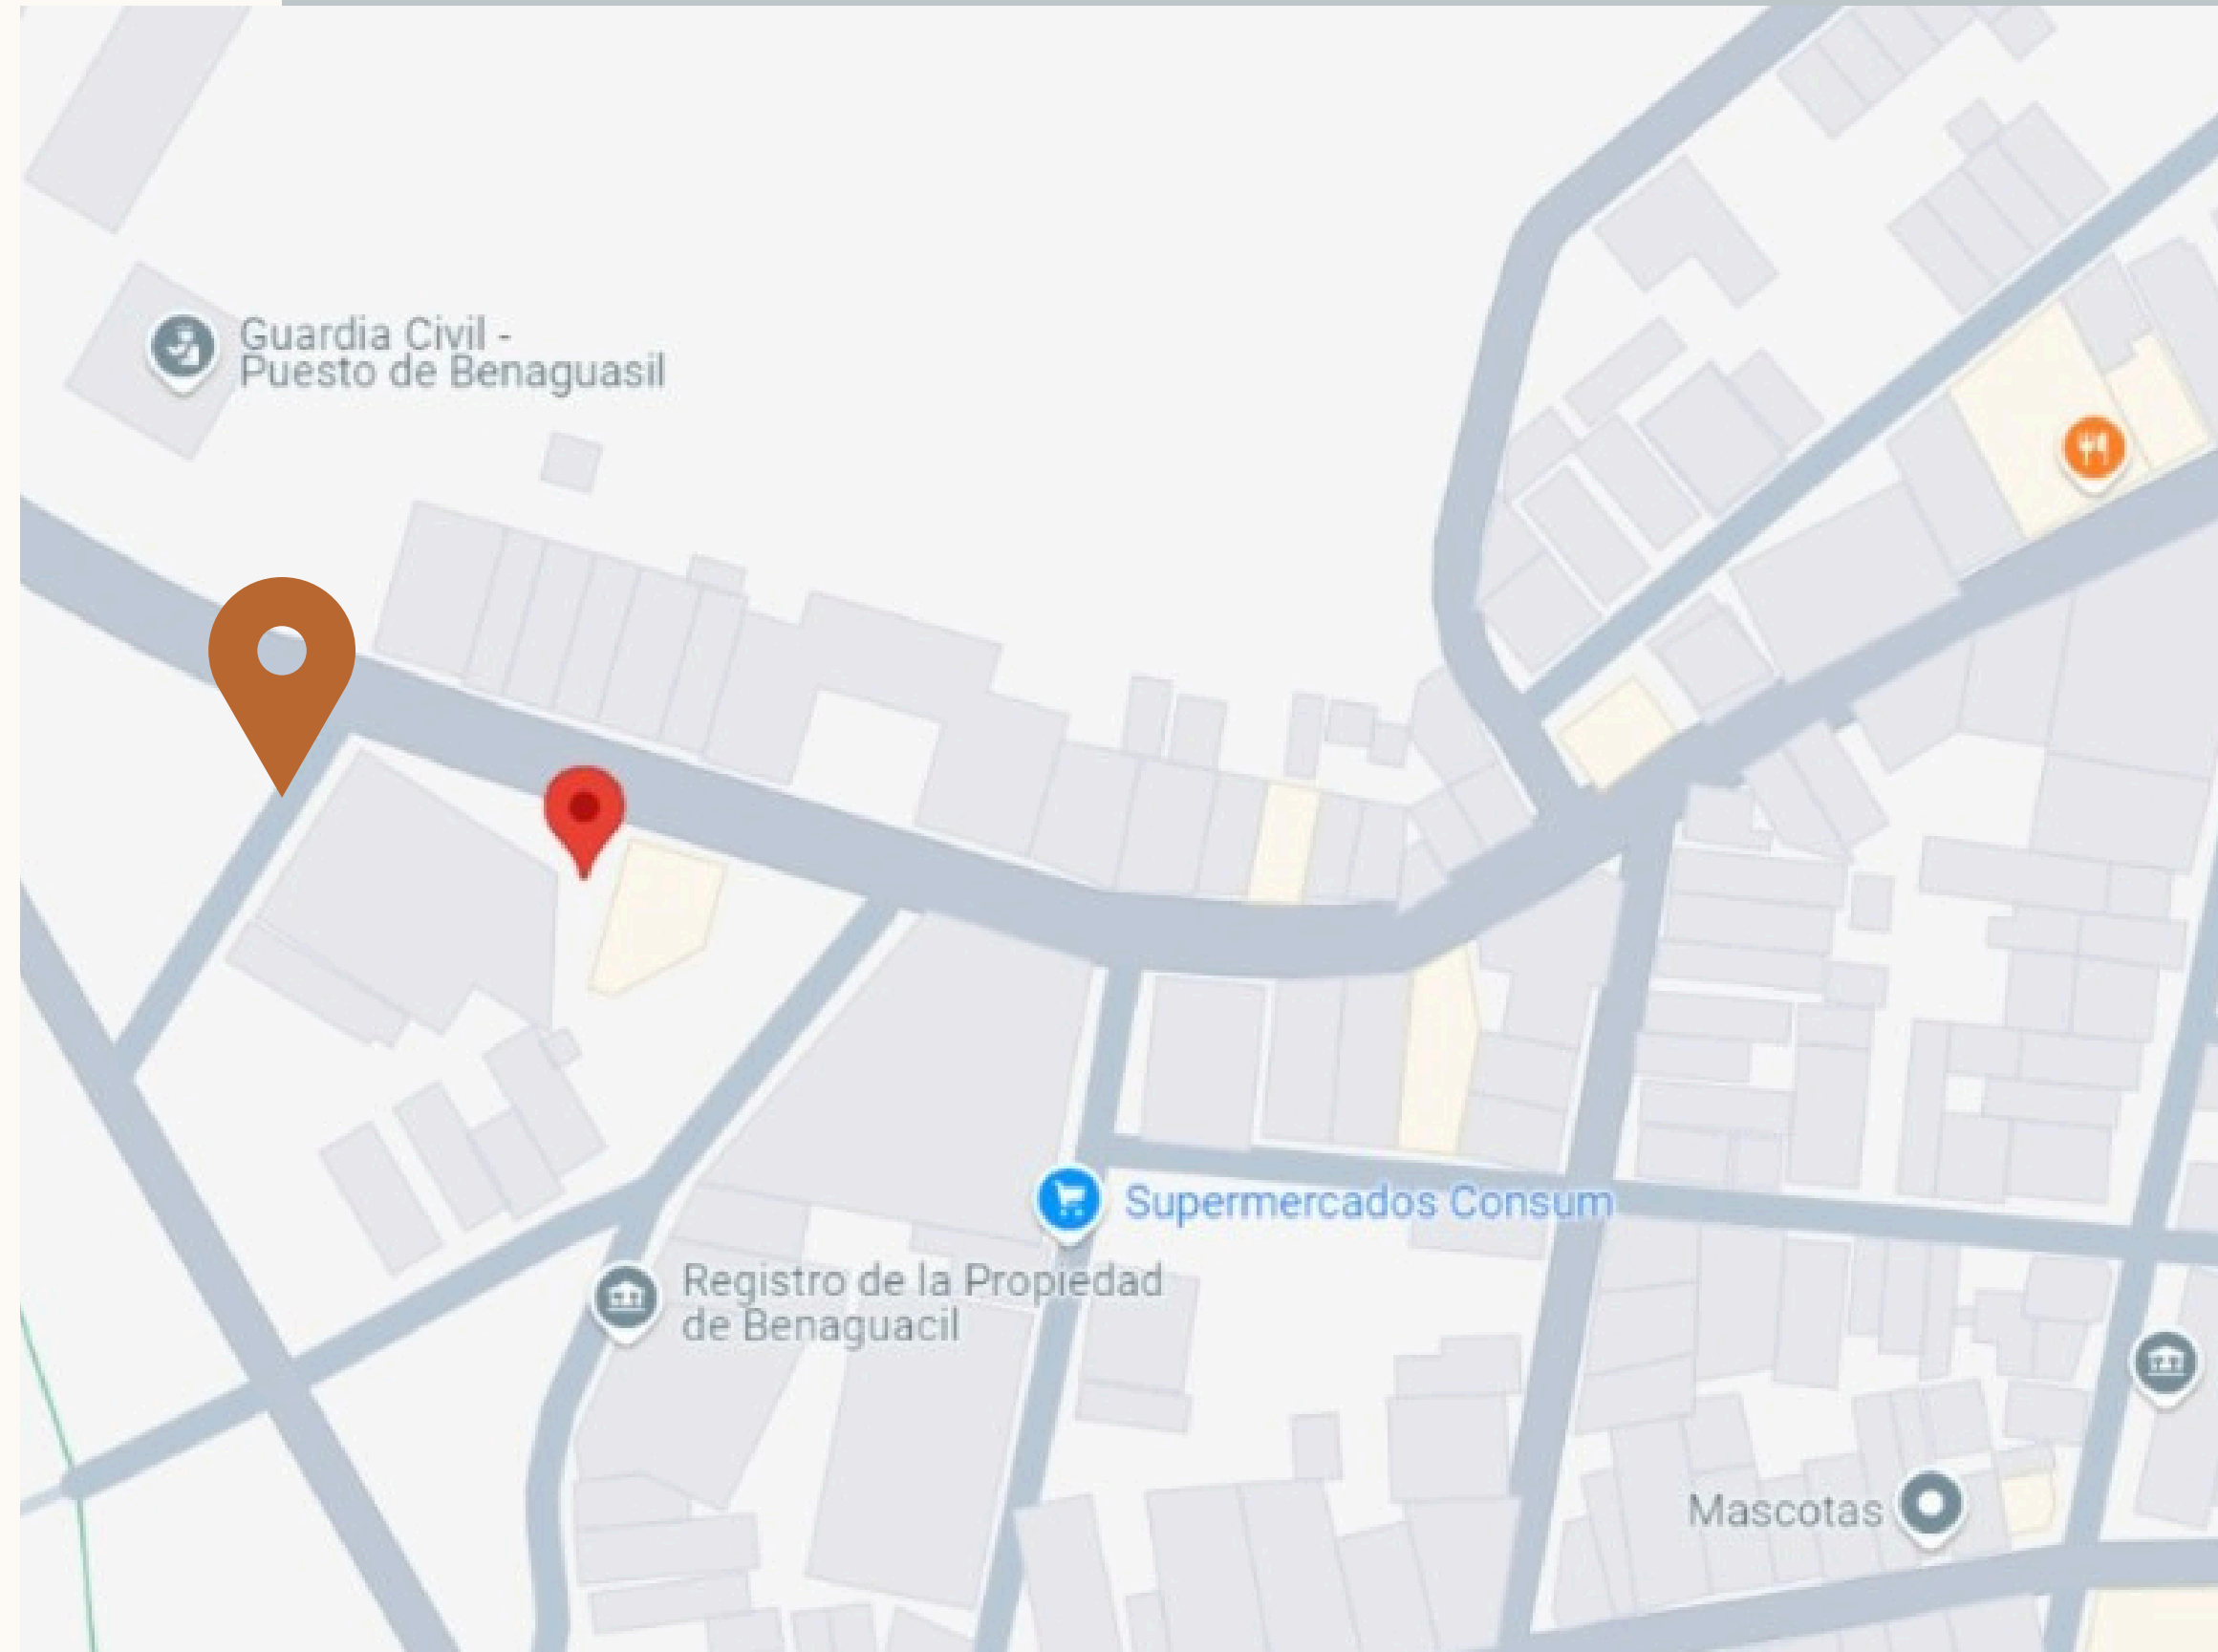 Guardia Civil -
Puesto de Benaguasil
Supermercados Consum
Registro de la Propiedad
de Benaguacil
Mascotas